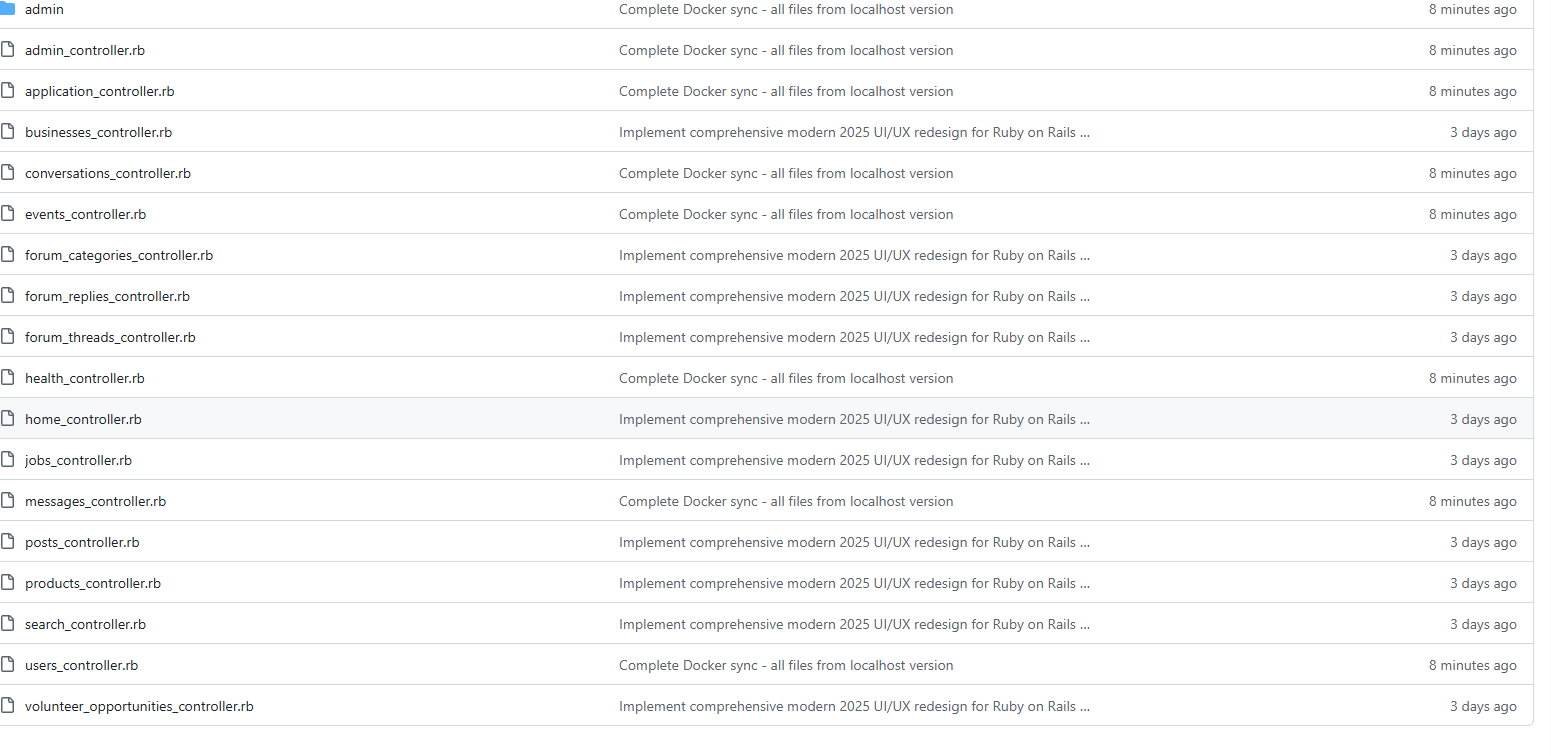 admin Complete Docker sync - all files from localhost version 8 minutes ago
admin_controller.rb Complete Docker sync - all files from localhost version 8 minutes ago
application_controller.rb Complete Docker sync - all files from localhost version 8 minutes ago
businesses_controller.rb Implement comprehensive modern 2025 UI/UX redesign for Ruby on Rails ... 3 days ago
conversations_controller.rb Complete Docker sync - all files from localhost version 8 minutes ago
events_controller.rb Complete Docker sync - all files from localhost version 8 minutes ago
forum_categories_controller.rb Implement comprehensive modern 2025 UI/UX redesign for Ruby on Rails ... 3 days ago
forum_replies_controller.rb Implement comprehensive modern 2025 UI/UX redesign for Ruby on Rails ... 3 days ago
forum_threads_controller.rb Implement comprehensive modern 2025 UI/UX redesign for Ruby on Rails ... 3 days ago
health_controller.rb Complete Docker sync - all files from localhost version 8 minutes ago
home_controller.rb Implement comprehensive modern 2025 UI/UX redesign for Ruby on Rails ... 3 days ago
jobs_controller.rb Implement comprehensive modern 2025 UI/UX redesign for Ruby on Rails ... 3 days ago
messages_controller.rb Complete Docker sync - all files from localhost version 8 minutes ago
posts_controller.rb Implement comprehensive modern 2025 UI/UX redesign for Ruby on Rails ... 3 days ago
products_controller.rb Implement comprehensive modern 2025 UI/UX redesign for Ruby on Rails ... 3 days ago
search_controller.rb Implement comprehensive modern 2025 UI/UX redesign for Ruby on Rails ... 3 days ago
users_controller.rb Complete Docker sync - all files from localhost version 8 minutes ago
volunteer_opportunities_controller.rb Implement comprehensive modern 2025 UI/UX redesign for Ruby on Rails ... 3 days ago